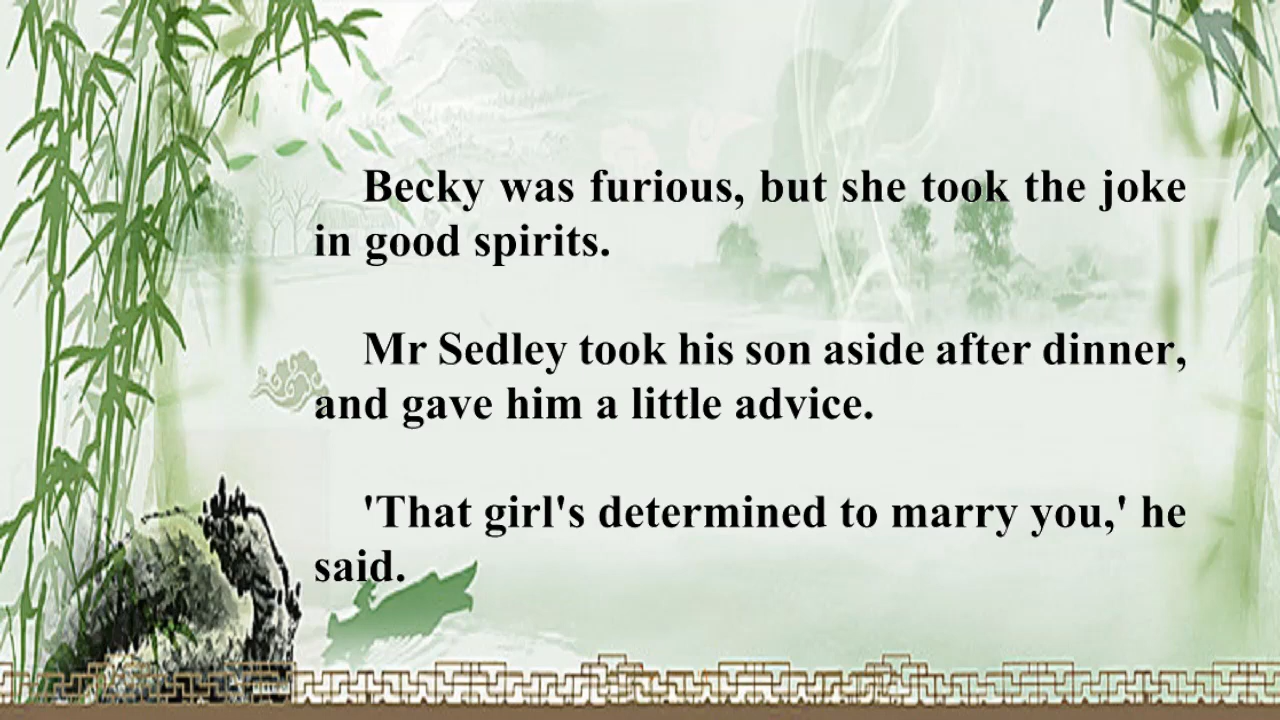 Becky was furious, but she took the joke
in good spirits.
Mr Sedley took his son aside after dinner,
and gave him a little advice.
'That girl's determined to marry you,' he
said.